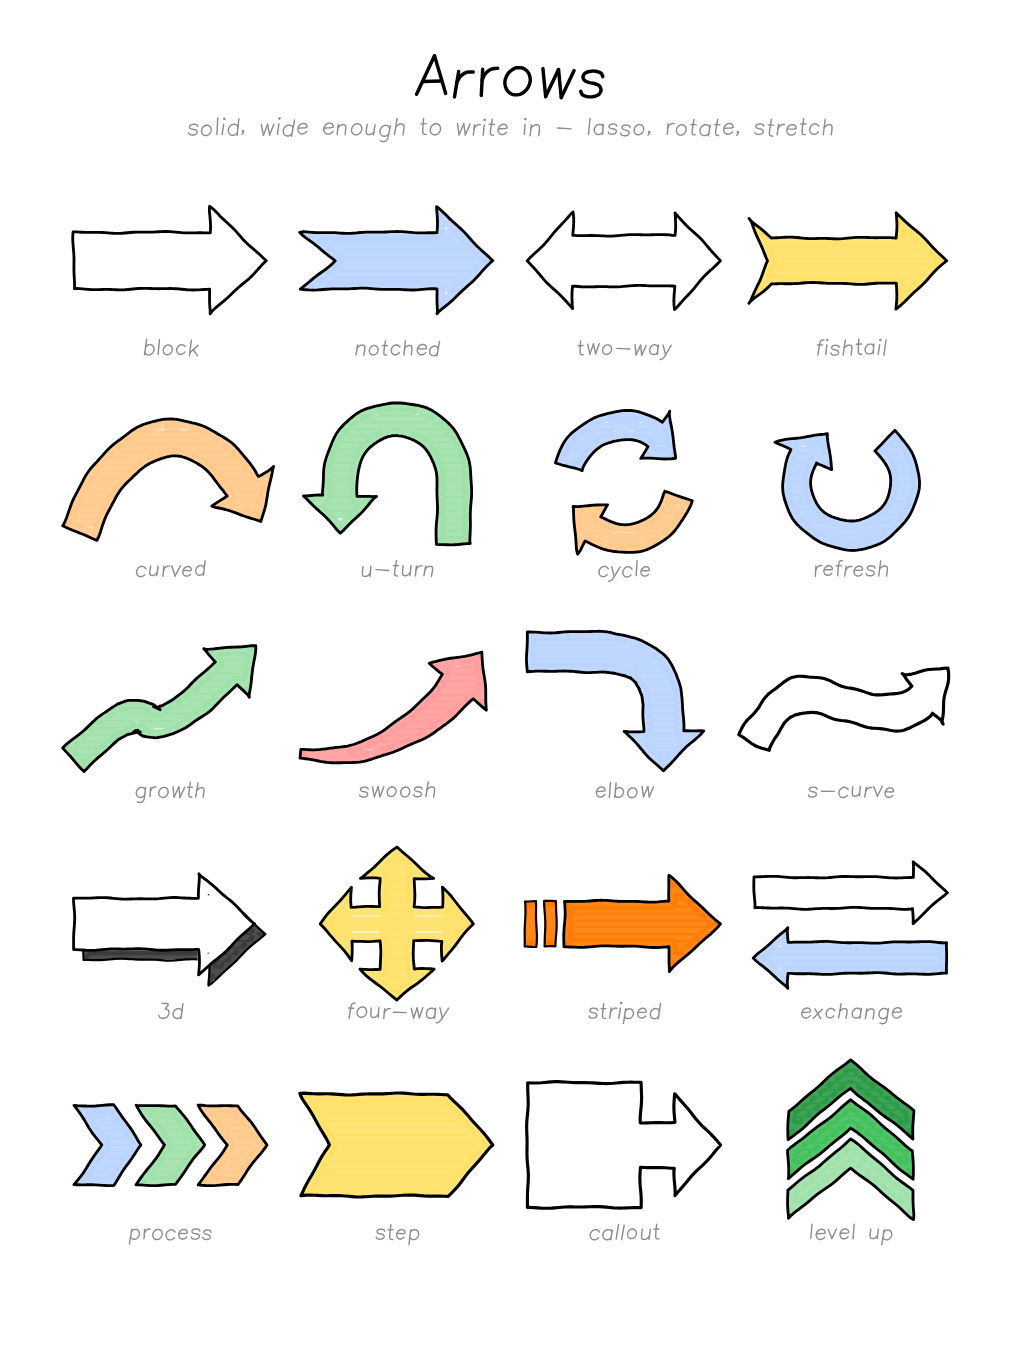 Arrows
solid, wide enough to write in — lasso, rotate, stretch
block
notched
two-way
fishtail
curved
u-turn
cycle
refresh
growth
swoosh
elbow
s-curve
3d
four-way
striped
exchange
process
step
callout
level up